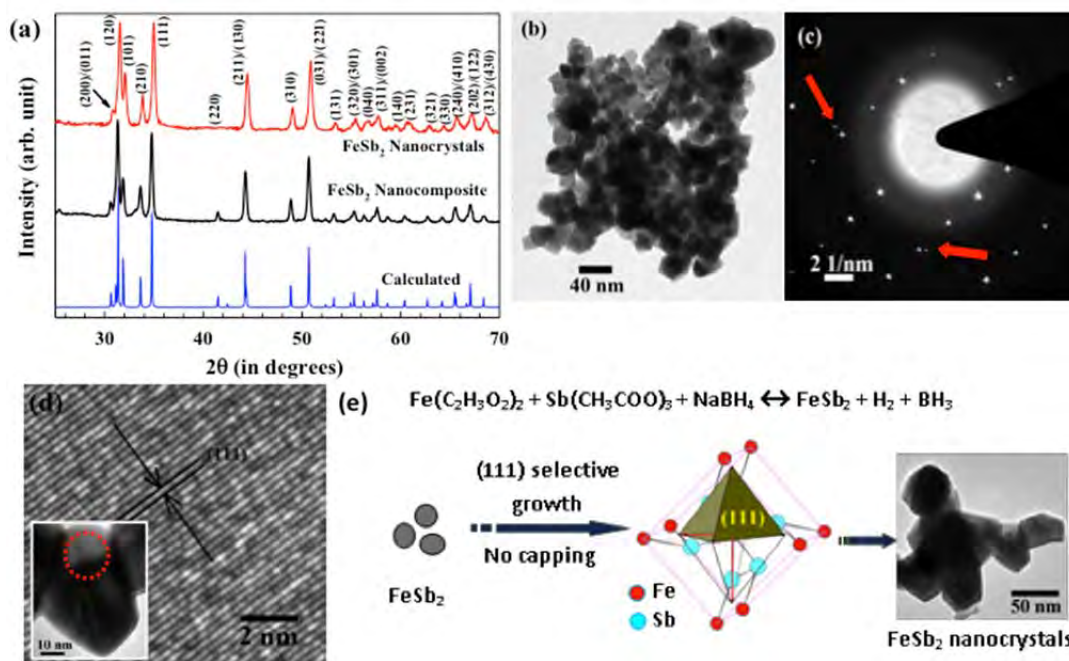 (a)
Intensity (arb. unit)
(200)/(011)
(120)
(101)
(210)
(111)
(220)
(211)/(130)
(310)
(031)/(221)
(131)
(320)/(301)
(040)
(311)/(002)
(140)
(231)
(321)
(330)
(240)/(410)
(202)/(122)
(312)/(430)
FeSb₂ Nanocrystals
FeSb₂ Nanocomposite
Calculated
30 40 50 60 70
2θ (in degrees)
(b)
40 nm
(c)
2 1/nm
(d)
(111)
2 nm
10 nm
(e)
Fe(C₂H₃O₂)₂ + Sb(CH₃COO)₃ + NaBH₄ ↔ FeSb₂ + H₂ + BH₃
FeSb₂
(111) selective
growth
No capping
(111)
Fe
Sb
50 nm
FeSb₂ nanocrystals